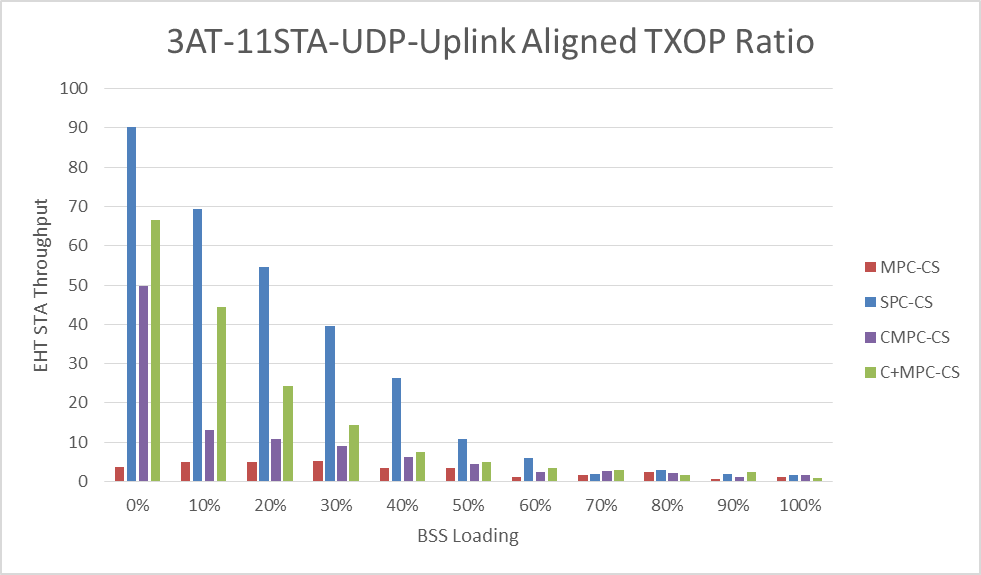 3AT-11STA-UDP-Uplink Aligned TXOP Ratio
100
90
80
70
60
50
40
30
20
10
0
EHT STA Throughput
0% 10% 20% 30% 40% 50% 60% 70% 80% 90% 100%
BSS Loading
MPC-CS
SPC-CS
CMPC-CS
C+MPC-CS